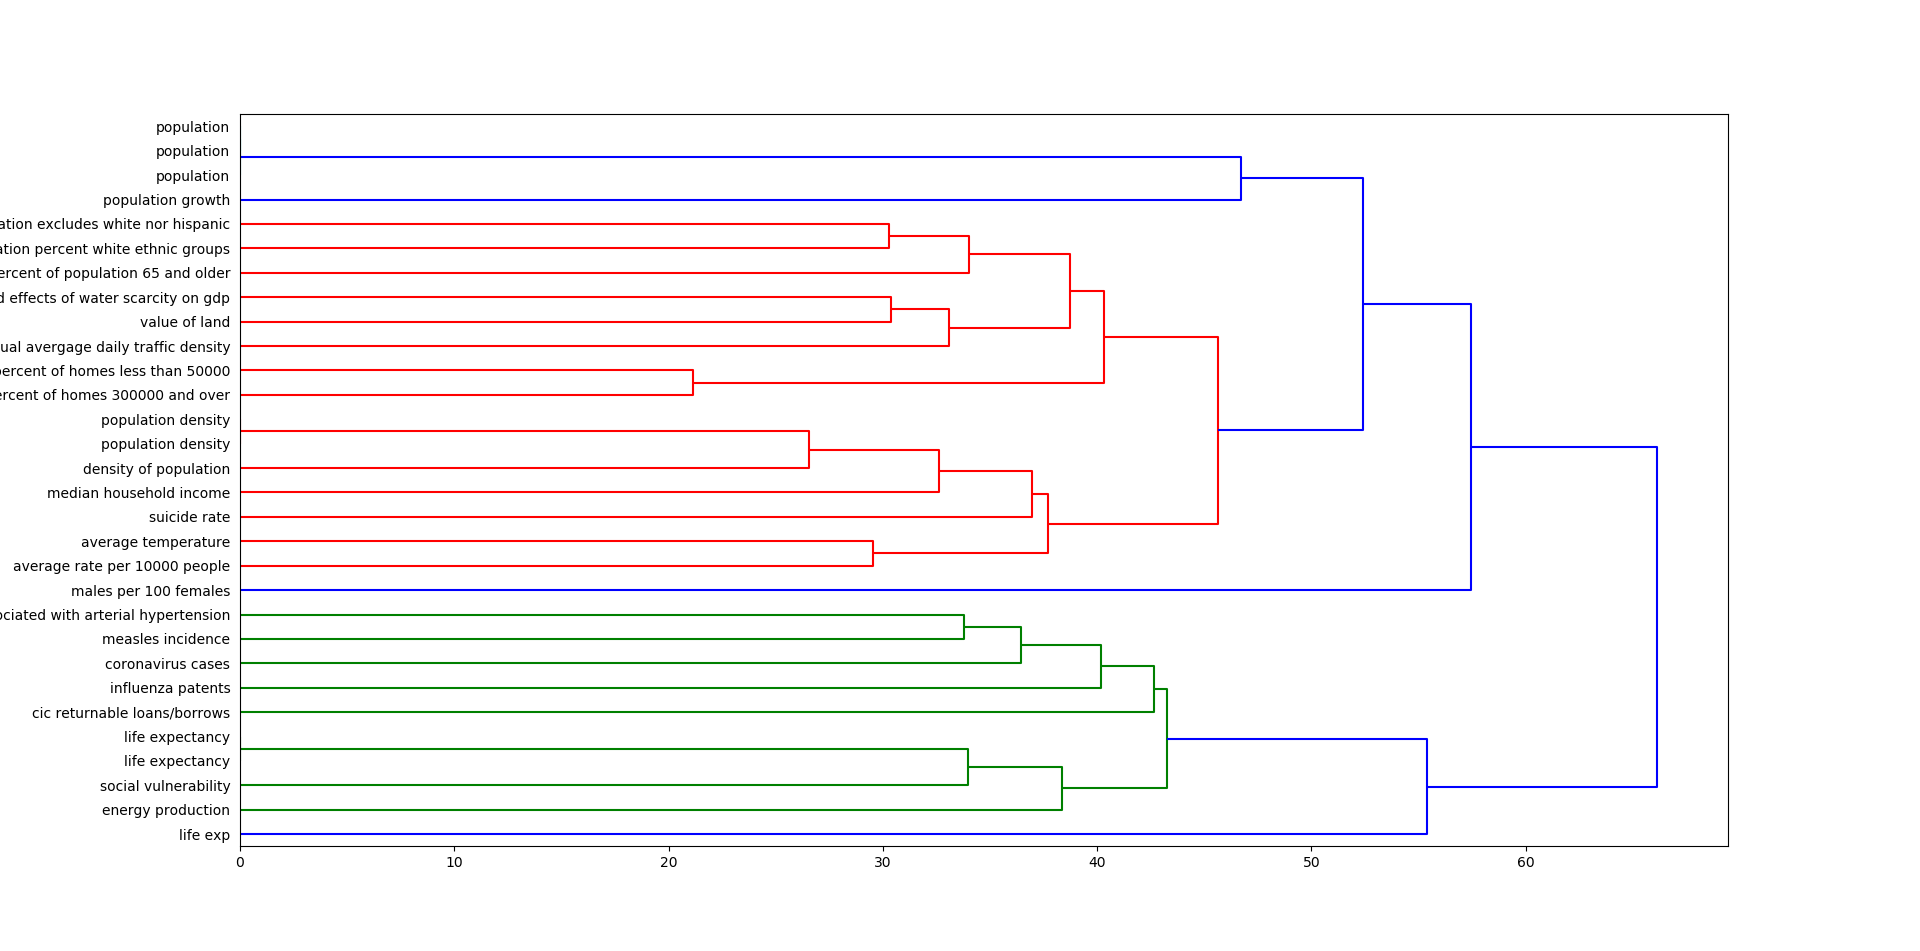 population
population
population
population growth
ation excludes white nor hispanic
ation percent white ethnic groups
ercent of population 65 and older
d effects of water scarcity on gdp
value of land
ual avergage daily traffic density
percent of homes less than 50000
ercent of homes 300000 and over
population density
population density
density of population
median household income
suicide rate
average temperature
average rate per 10000 people
males per 100 females
ociated with arterial hypertension
measles incidence
coronavirus cases
influenza patents
cic returnable loans/borrows
life expectancy
life expectancy
social vulnerability
energy production
life exp
0 10 20 30 40 50 60